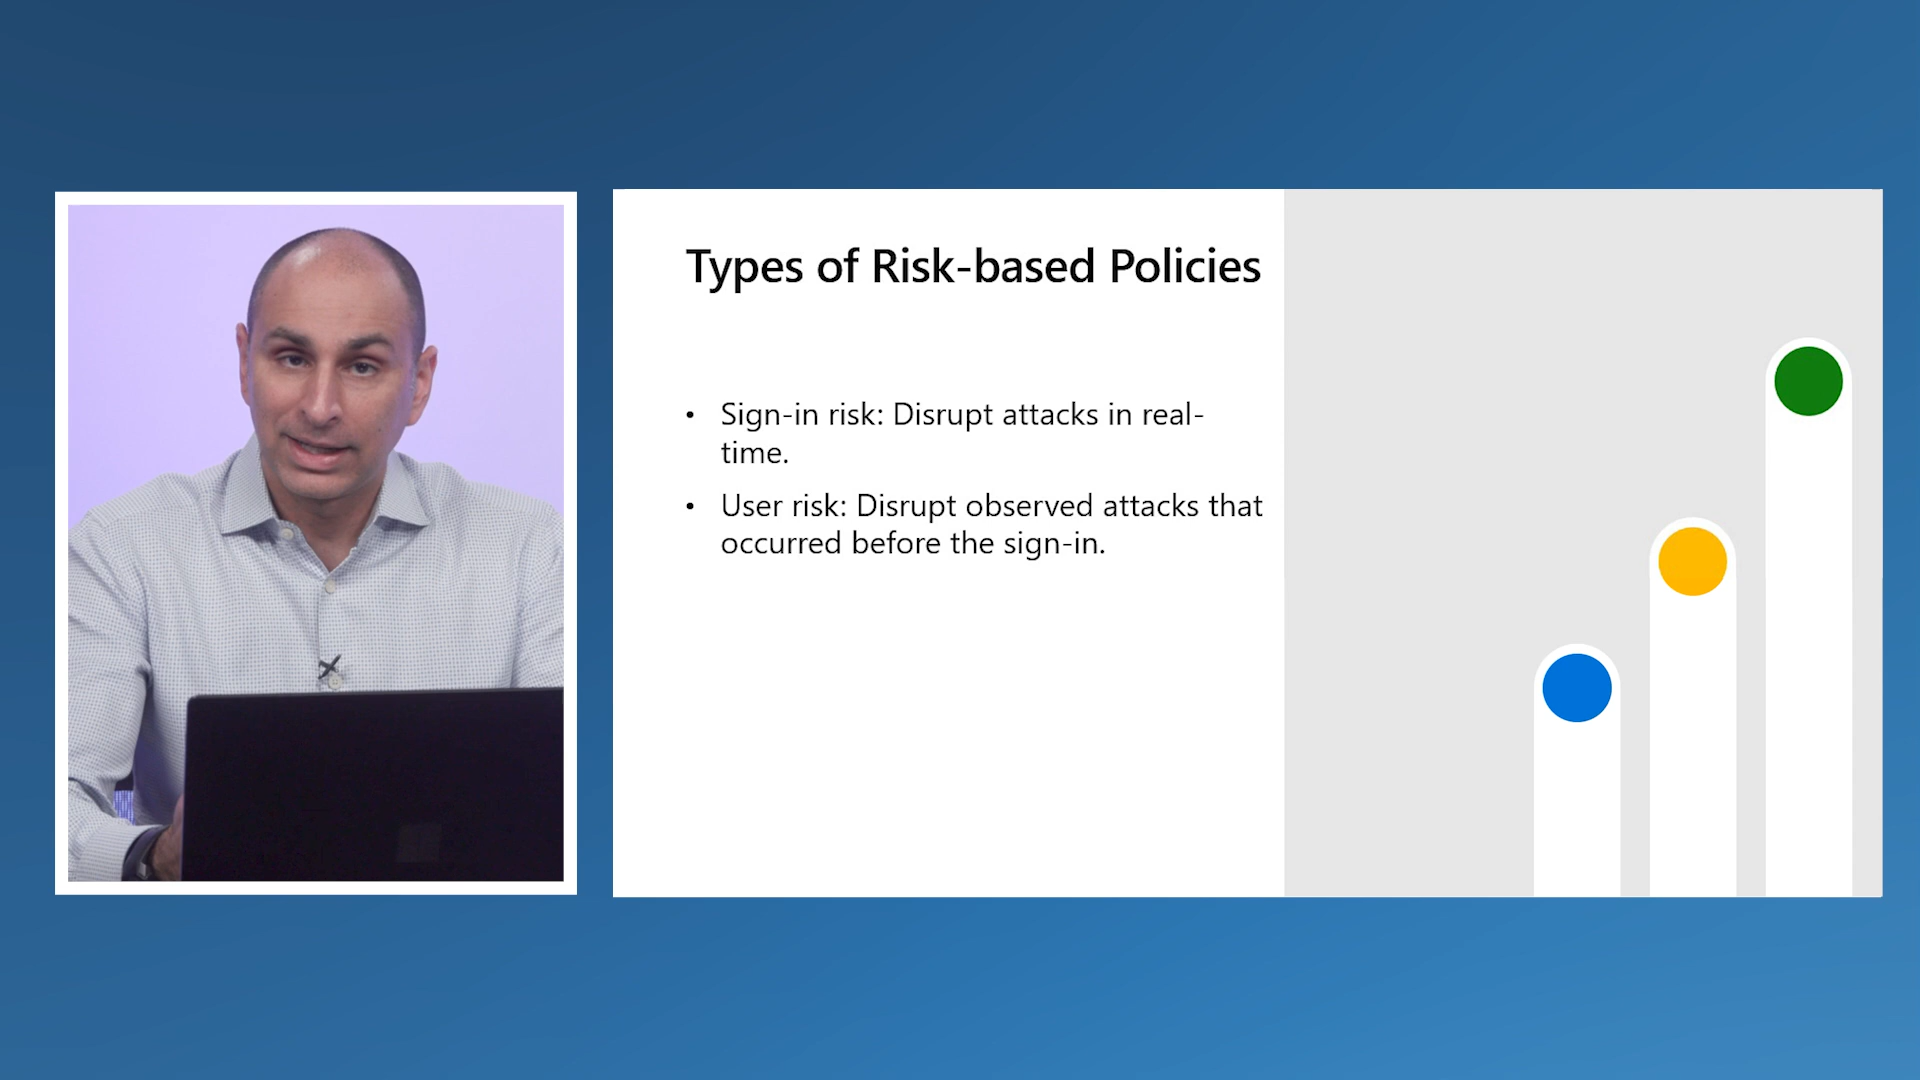 Types of Risk-based Policies
• Sign-in risk: Disrupt attacks in real-
time.
• User risk: Disrupt observed attacks that
occurred before the sign-in.